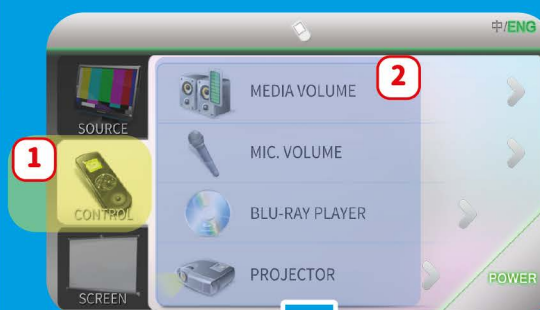 中/ENG
1
SOURCE
CONTROL
SCREEN
2
MEDIA VOLUME
MIC. VOLUME
BLU-RAY PLAYER
PROJECTOR
POWER